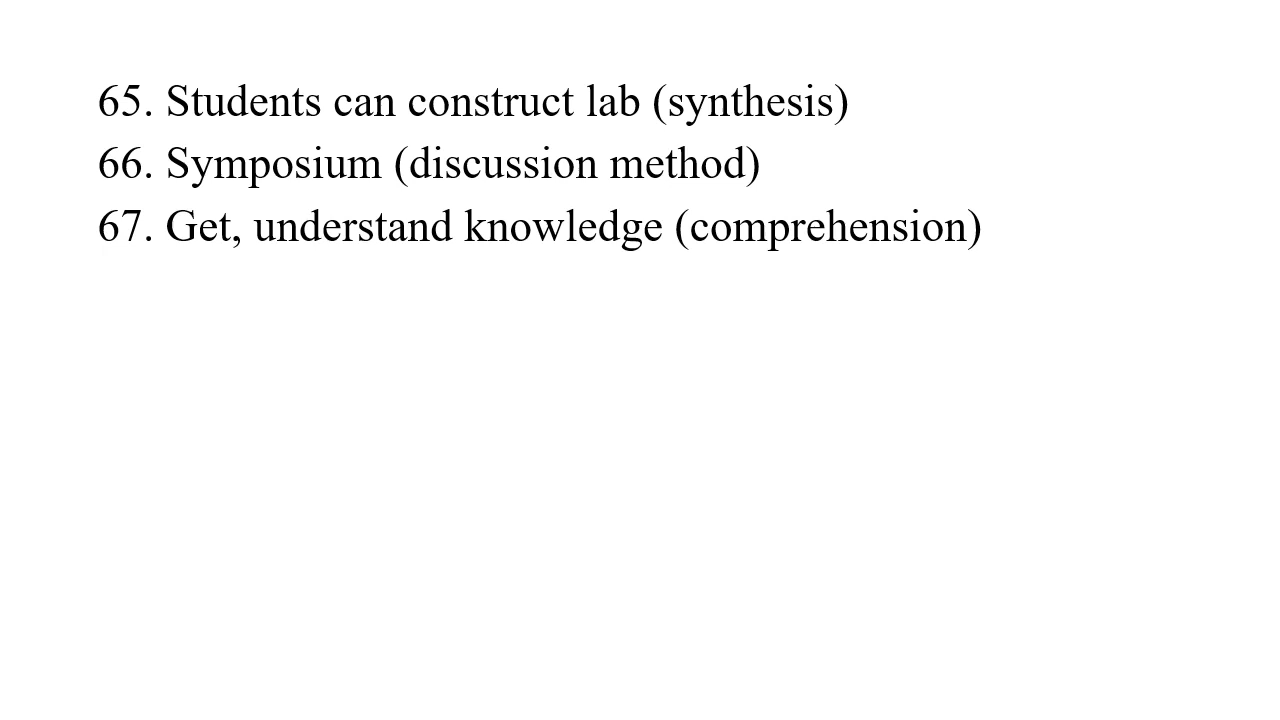 65. Students can construct lab (synthesis)
66. Symposium (discussion method)
67. Get, understand knowledge (comprehension)